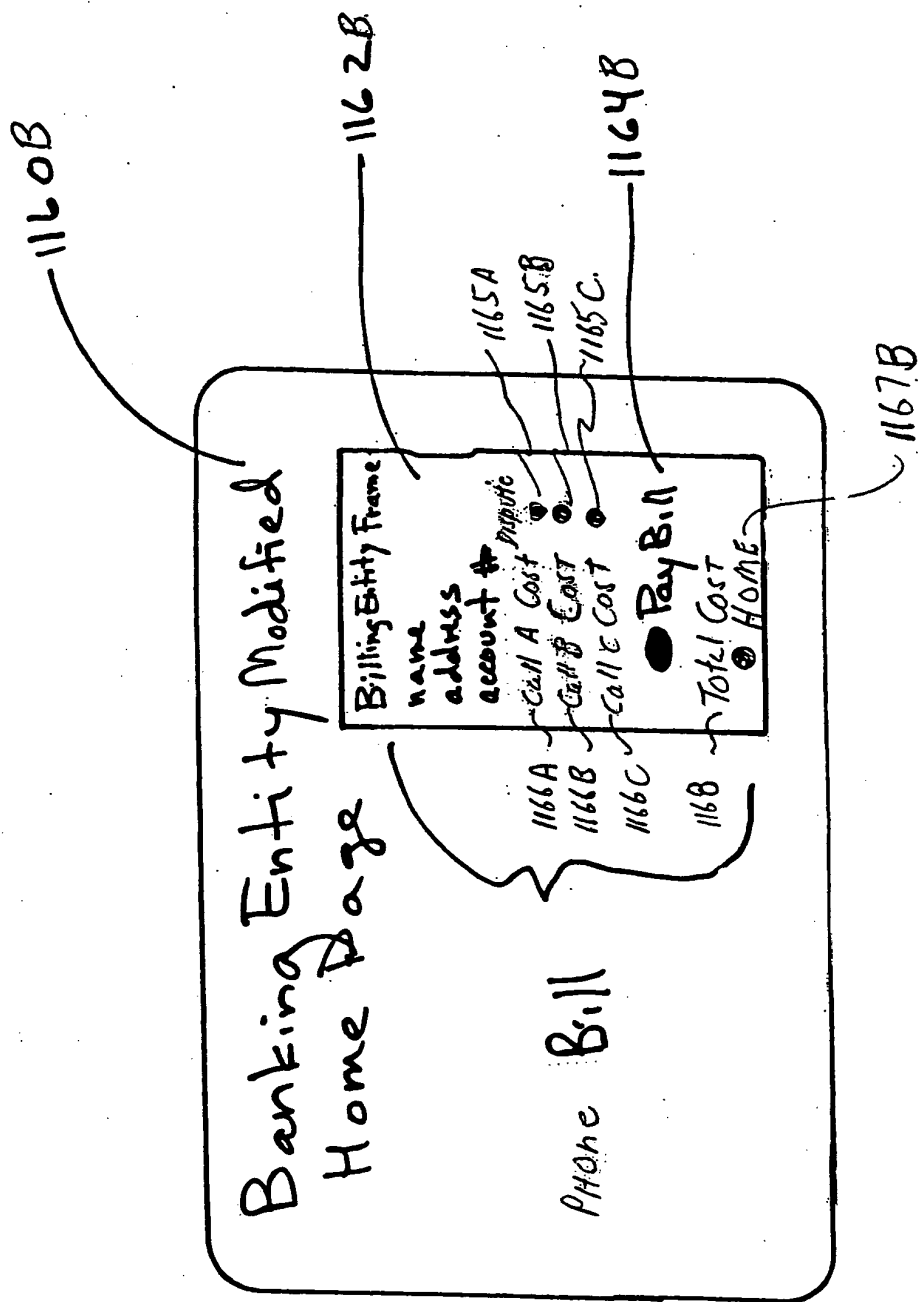 1160B
Banking Entity Modified
Home Page
1162B
Billing Entity Frame
name
address
account #
Dispute
1166A Call A Cost 1165A
1166B Call B Cost 1165B
1166C Call C Cost 1165C.
Pay Bill 1164B
1168 Total Cost
HOME 1167B
PHone Bill